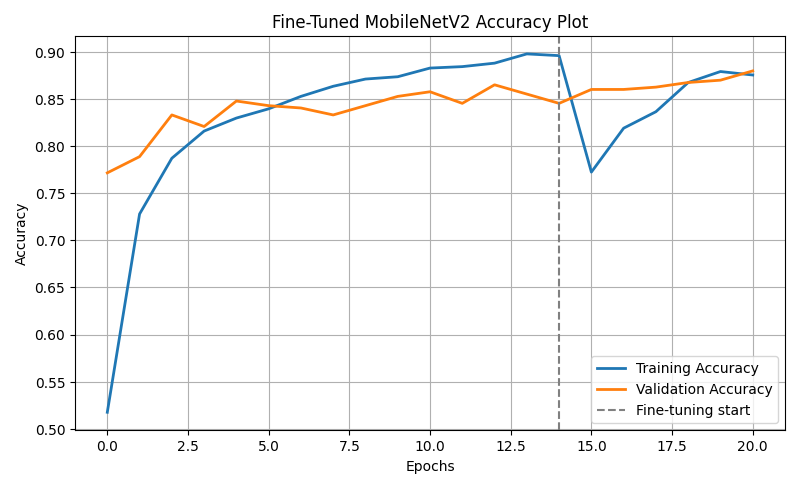 Fine-Tuned MobileNetV2 Accuracy Plot
0.90
0.85
0.80
0.75
0.70
0.65
0.60
0.55
0.50
Accuracy
0.0 2.5 5.0 7.5 10.0 12.5 15.0 17.5 20.0
Epochs
Training Accuracy
Validation Accuracy
Fine-tuning start